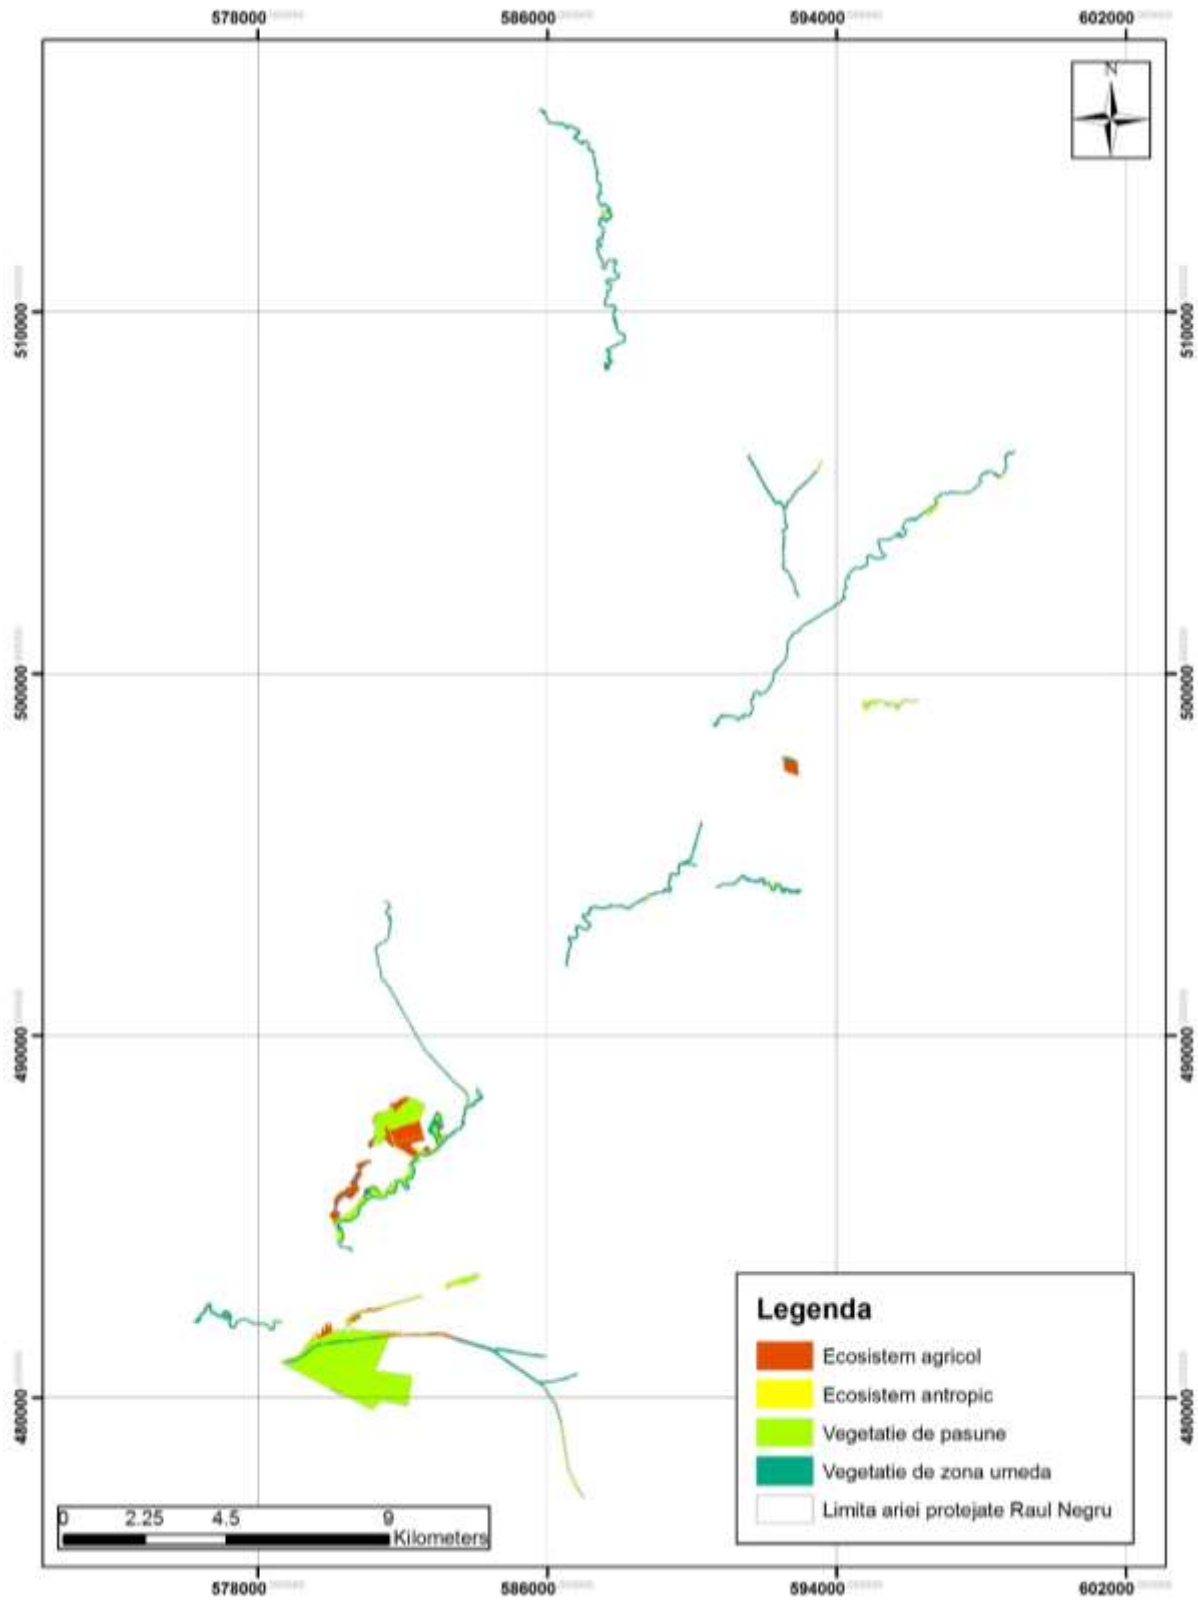 578000 586000 594000 602000
N
510000 510000
500000 500000
490000 490000
480000 480000
Legenda
Ecosistem agricol
Ecosistem antropic
Vegetatie de pasune
Vegetatie de zona umeda
Limita ariei protejate Raul Negru
0 2.25 4.5 9
Kilometers
578000 586000 594000 602000